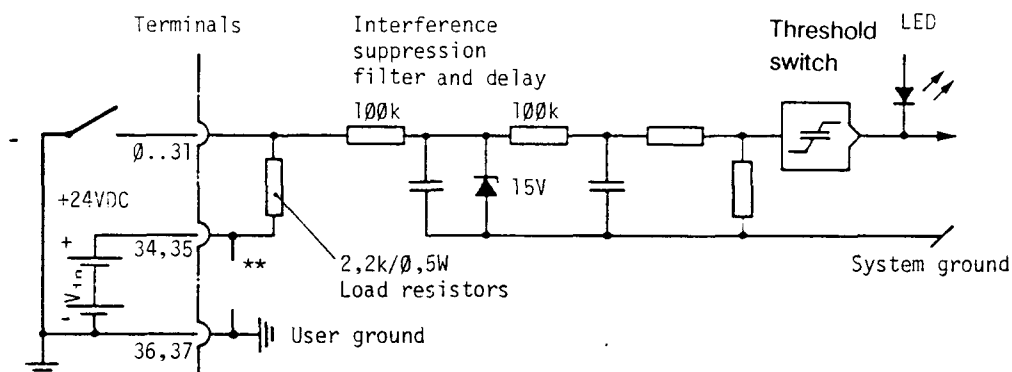 Terminals
Interference
suppression
filter and delay
Threshold
switch
LED
100k
100k
0..31
15V
+24VDC
+
34,35
**
Vin
-
2,2k/0,5W
Load resistors
System ground
User ground
36,37